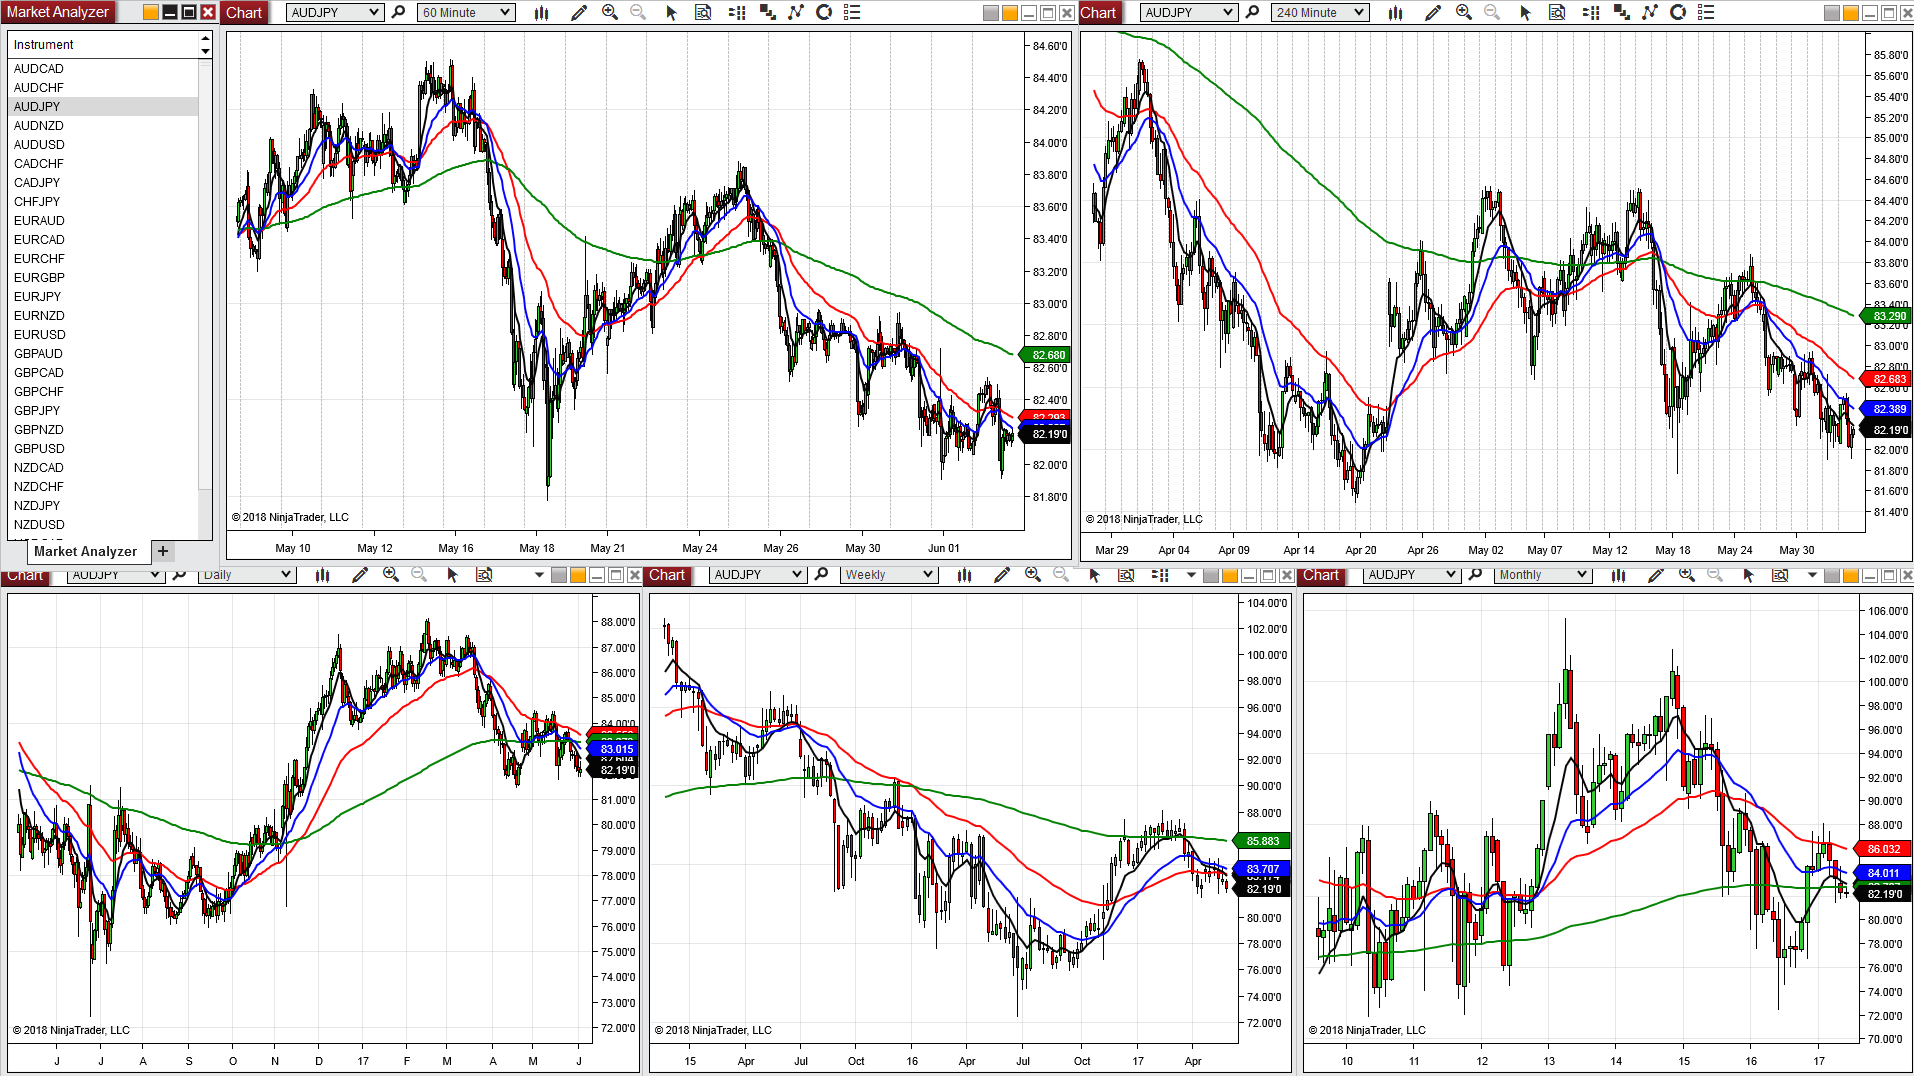 Market Analyzer
Instrument
AUDCAD
AUDCHF
AUDJPY
AUDNZD
AUDUSD
CADCHF
CADJPY
CHFJPY
EURAUD
EURCAD
EURCHF
EURGBP
EURJPY
EURNZD
EURUSD
GBPAUD
GBPCAD
GBPCHF
GBPJPY
GBPNZD
GBPUSD
NZDCAD
NZDCHF
NZDJPY
NZDUSD
Market Analyzer +
Chart AUDJPY 60 Minute
84.60'0
84.40'0
84.20'0
84.00'0
83.80'0
83.60'0
83.40'0
83.20'0
83.00'0
82.80'0
82.680
82.60'0
82.40'0
82.293
82.19'0
82.00'0
81.80'0
© 2018 NinjaTrader, LLC
May 10 May 12 May 16 May 18 May 21 May 24 May 26 May 30 Jun 01
Chart AUDJPY 240 Minute
85.80'0
85.60'0
85.40'0
85.20'0
85.00'0
84.80'0
84.60'0
84.40'0
84.20'0
84.00'0
83.80'0
83.60'0
83.40'0
83.290
83.20'0
83.00'0
82.80'0
82.683
82.60'0
82.389
82.19'0
82.00'0
81.80'0
81.60'0
81.40'0
© 2018 NinjaTrader, LLC
Mar 29 Apr 04 Apr 09 Apr 14 Apr 20 Apr 26 May 02 May 07 May 12 May 18 May 24 May 30
Chart AUDJPY Daily
88.00'0
87.00'0
86.00'0
85.00'0
84.00'0
83.015
82.19'0
81.00'0
80.00'0
79.00'0
78.00'0
77.00'0
76.00'0
75.00'0
74.00'0
73.00'0
72.00'0
© 2018 NinjaTrader, LLC
J J A S O N D 17 F M A M J
Chart AUDJPY Weekly
104.00'0
102.00'0
100.00'0
98.00'0
96.00'0
94.00'0
92.00'0
90.00'0
88.00'0
85.883
83.707
82.19'0
80.00'0
78.00'0
76.00'0
74.00'0
72.00'0
© 2018 NinjaTrader, LLC
15 Apr Jul Oct 16 Apr Jul Oct 17 Apr
Chart AUDJPY Monthly
106.00'0
104.00'0
102.00'0
100.00'0
98.00'0
96.00'0
94.00'0
92.00'0
90.00'0
88.00'0
86.032
84.011
82.19'0
80.00'0
78.00'0
76.00'0
74.00'0
72.00'0
70.00'0
© 2018 NinjaTrader, LLC
10 11 12 13 14 15 16 17